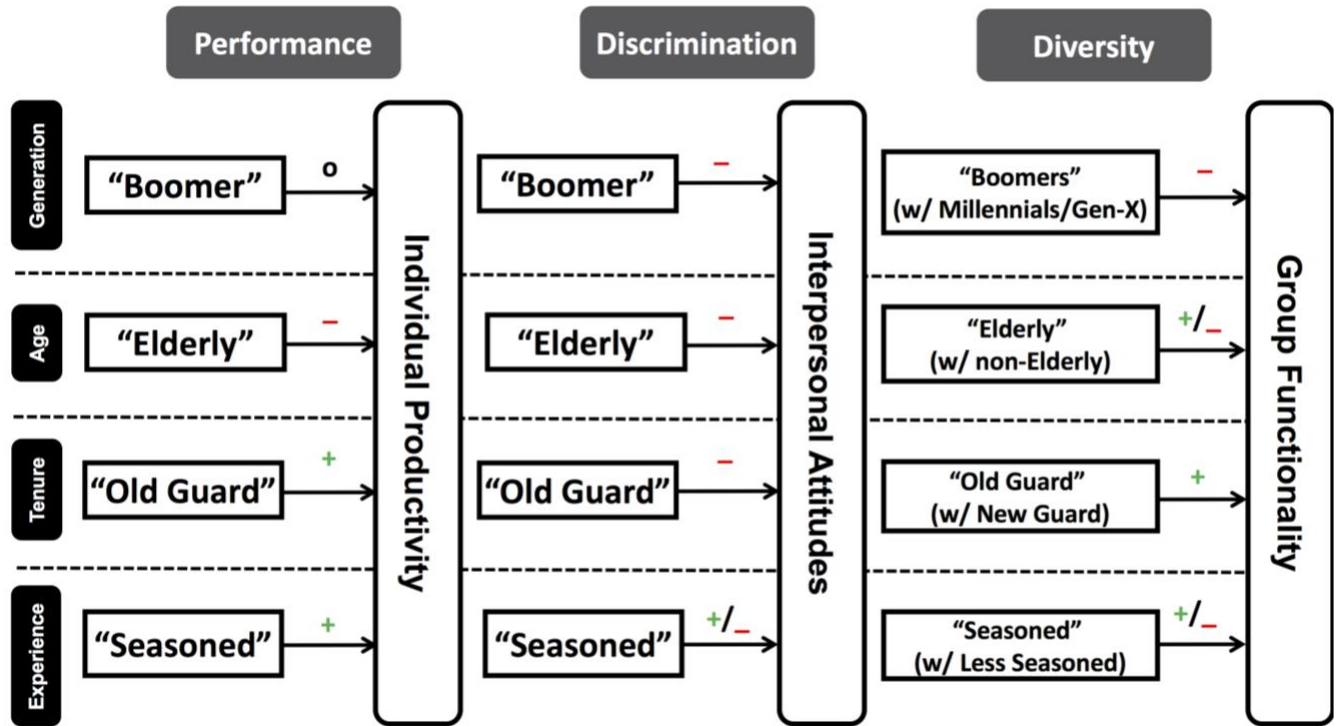 Performance
Discrimination
Diversity
Generation
“Boomer”
o
“Boomer”
–
“Boomers”
(w/ Millennials/Gen-X)
–
Age
“Elderly”
–
“Elderly”
–
“Elderly”
(w/ non-Elderly)
+/–
Tenure
“Old Guard”
+
“Old Guard”
–
“Old Guard”
(w/ New Guard)
+
Experience
“Seasoned”
+
“Seasoned”
+/–
“Seasoned”
(w/ Less Seasoned)
+/–
Individual Productivity
Interpersonal Attitudes
Group Functionality